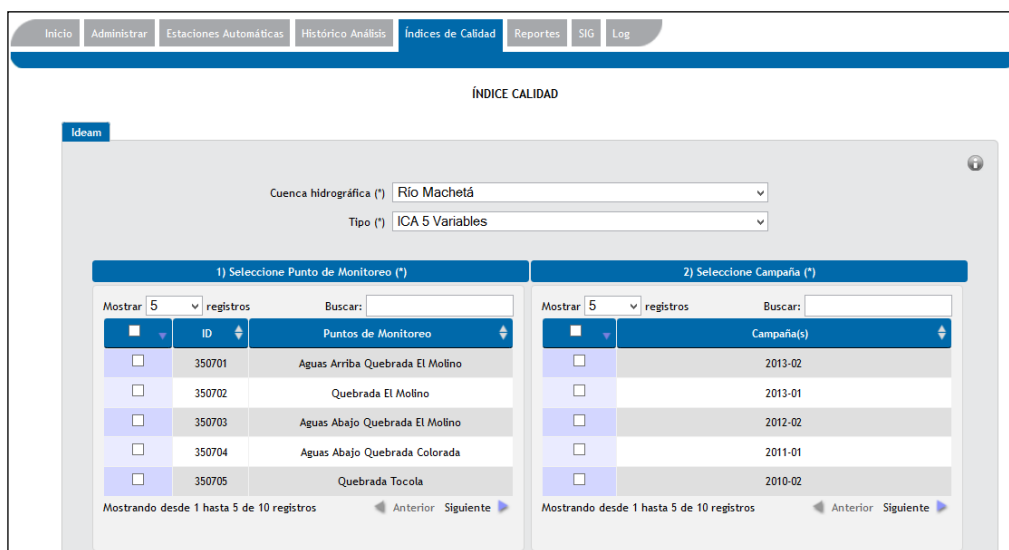 Inicio Administrar Estaciones Automáticas Histórico Análisis Índices de Calidad Reportes SIG Log
ÍNDICE CALIDAD
Ideam
Cuenca hidrográfica (*) Río Machetá
Tipo (*) ICA 5 Variables
1) Seleccione Punto de Monitoreo (*)
Mostrar 5 registros Buscar:
ID Puntos de Monitoreo
350701 Aguas Arriba Quebrada El Molino
350702 Quebrada El Molino
350703 Aguas Abajo Quebrada El Molino
350704 Aguas Abajo Quebrada Colorada
350705 Quebrada Tocola
Mostrando desde 1 hasta 5 de 10 registros Anterior Siguiente
2) Seleccione Campaña (*)
Mostrar 5 registros Buscar:
Campaña(s)
2013-02
2013-01
2012-02
2011-01
2010-02
Mostrando desde 1 hasta 5 de 10 registros Anterior Siguiente